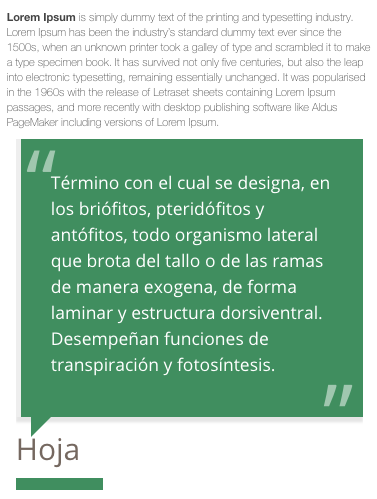 Lorem Ipsum is simply dummy text of the printing and typesetting industry.
Lorem Ipsum has been the industry's standard dummy text ever since the
1500s, when an unknown printer took a galley of type and scrambled it to make
a type specimen book. It has survived not only five centuries, but also the leap
into electronic typesetting, remaining essentially unchanged. It was popularised
in the 1960s with the release of Letraset sheets containing Lorem Ipsum
passages, and more recently with desktop publishing software like Aldus
PageMaker including versions of Lorem Ipsum.
"
Término con el cual se designa, en
los briófitos, pteridófitos y
antófitos, todo organismo lateral
que brota del tallo o de las ramas
de manera exogena, de forma
laminar y estructura dorsiventral.
Desempeñan funciones de
transpiración y fotosíntesis.
"
Hoja